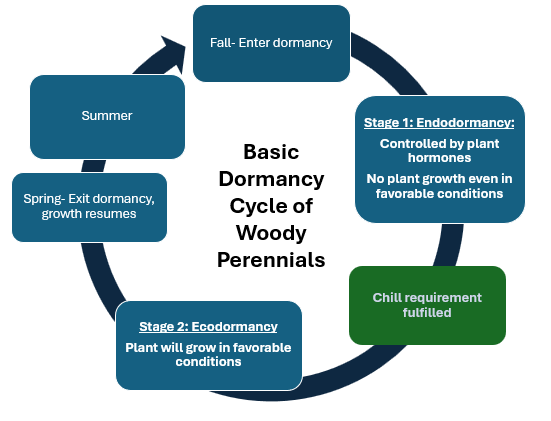 Fall- Enter dormancy
Stage 1: Endodormancy:
Controlled by plant
hormones
No plant growth even in
favorable conditions
Chill requirement
fulfilled
Stage 2: Ecodormancy
Plant will grow in favorable
conditions
Spring- Exit dormancy,
growth resumes
Summer
Basic
Dormancy
Cycle of
Woody
Perennials